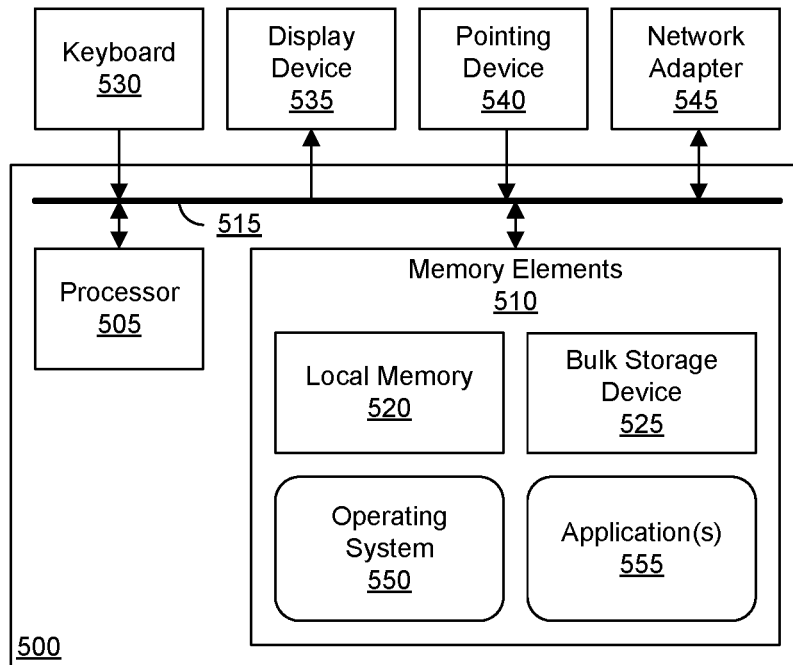 Keyboard
530
Display
Device
535
Pointing
Device
540
Network
Adapter
545
515
Processor
505
Memory Elements
510
Local Memory
520
Bulk Storage
Device
525
Operating
System
550
Application(s)
555
500